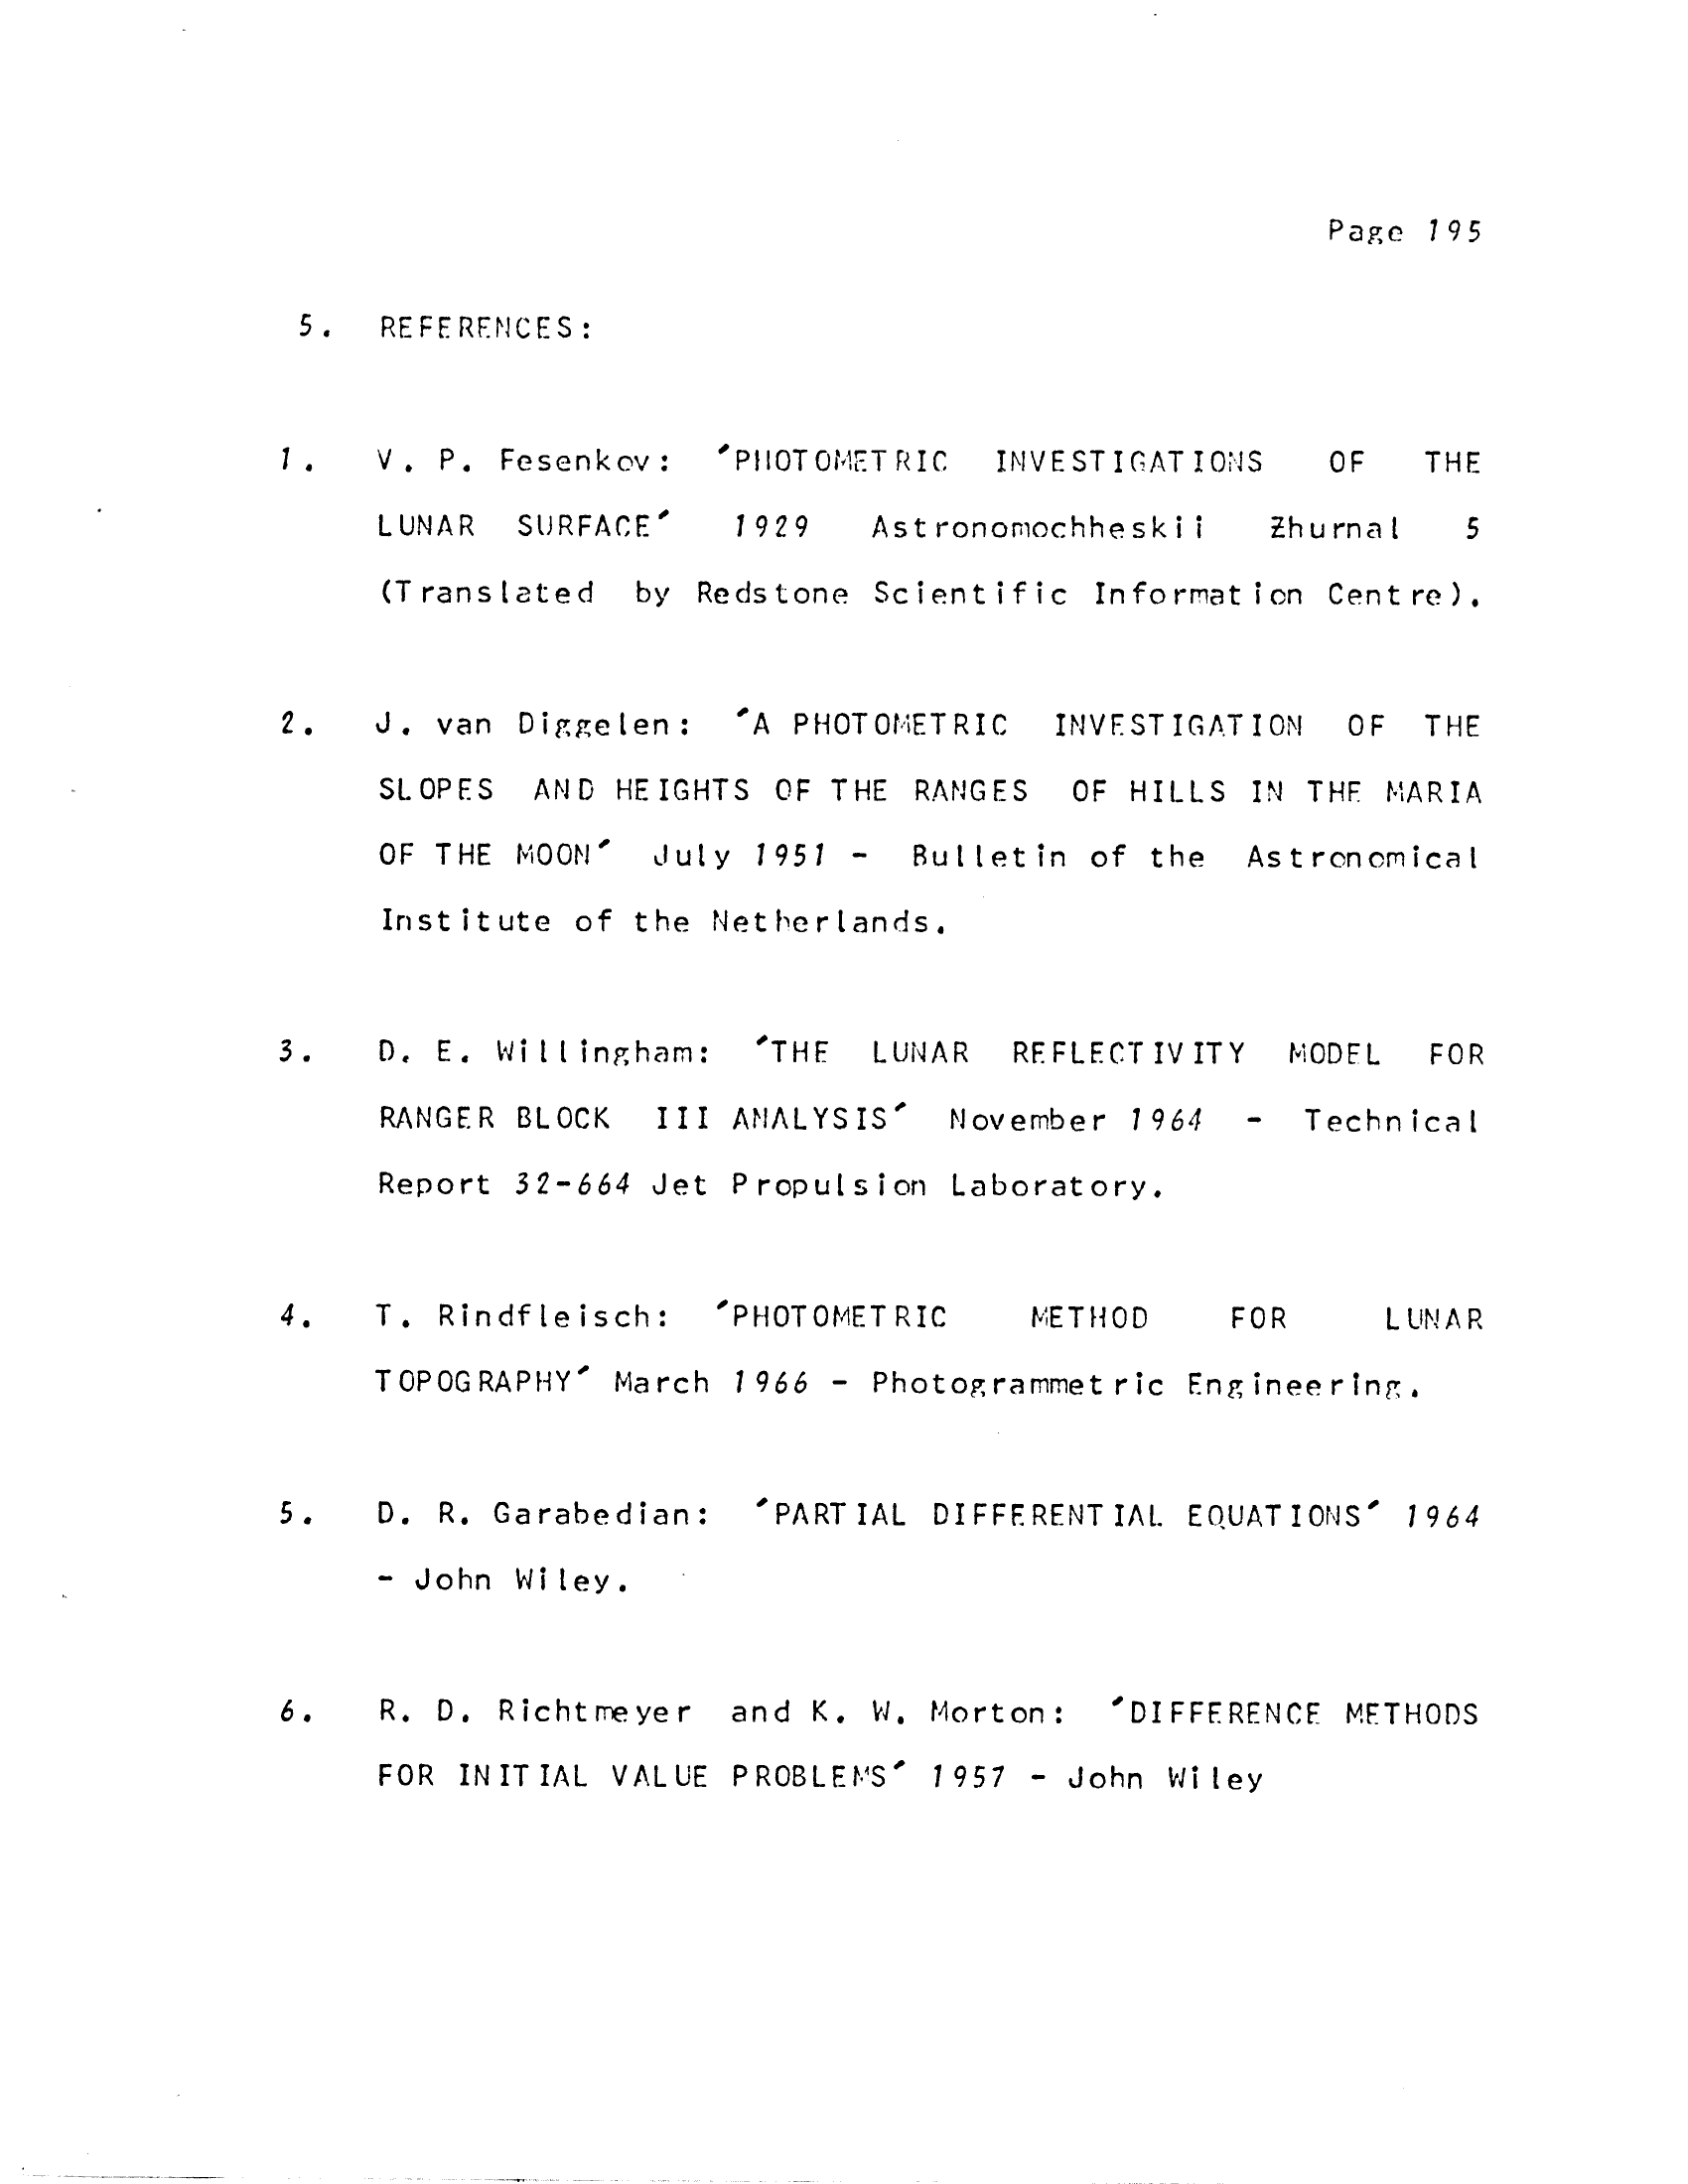 Page 195
5. REFERENCES:
1. V. P. Fesenkov: ´PHOTOMETRIC INVESTIGATIONS OF THE
LUNAR SURFACE´ 1929 Astronomochheskii Zhurnal 5
(Translated by Redstone Scientific Information Centre).
2. J. van Diggelen: ´A PHOTOMETRIC INVESTIGATION OF THE
SLOPES AND HEIGHTS OF THE RANGES OF HILLS IN THE MARIA
OF THE MOON´ July 1951 - Bulletin of the Astronomical
Institute of the Netherlands.
3. D. E. Willingham: ´THE LUNAR REFLECTIVITY MODEL FOR
RANGER BLOCK III ANALYSIS´ November 1964 - Technical
Report 32-664 Jet Propulsion Laboratory.
4. T. Rindfleisch: ´PHOTOMETRIC METHOD FOR LUNAR
TOPOGRAPHY´ March 1966 - Photogrammetric Engineering.
5. D. R. Garabedian: ´PARTIAL DIFFERENTIAL EQUATIONS´ 1964
- John Wiley.
6. R. D. Richtmeyer and K. W. Morton: ´DIFFERENCE METHODS
FOR INITIAL VALUE PROBLEMS´ 1957 - John Wiley